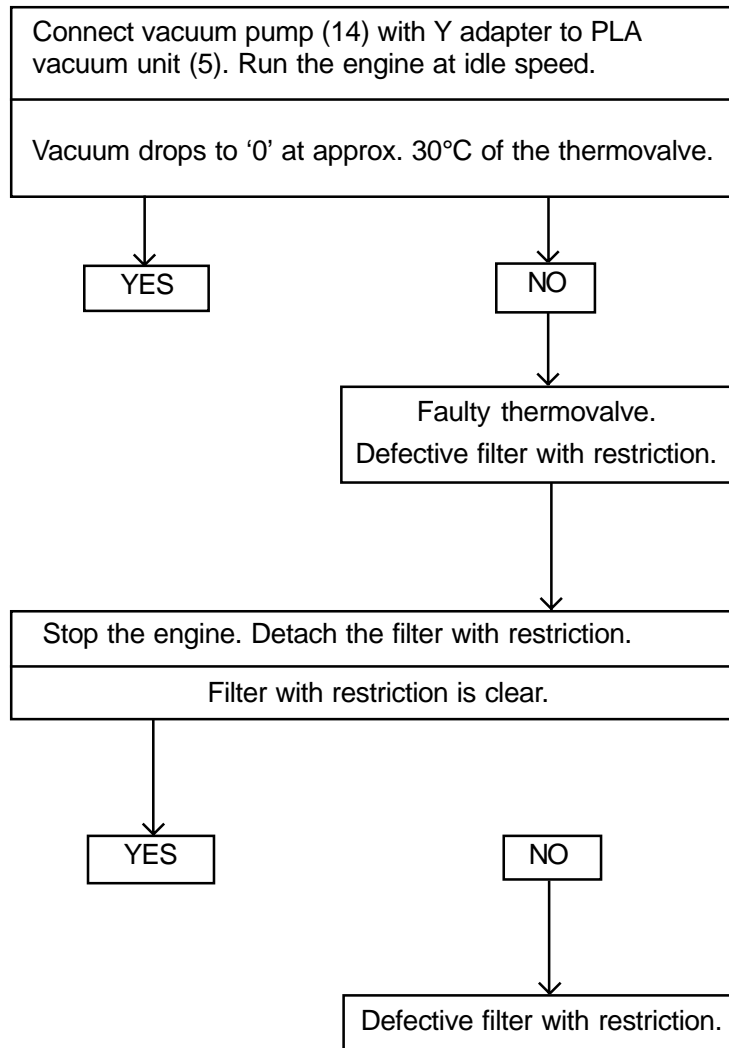 Connect vacuum pump (14) with Y adapter to PLA
vacuum unit (5). Run the engine at idle speed.
Vacuum drops to ‘0’ at approx. 30°C of the thermovalve.
YES
NO
Faulty thermovalve.
Defective filter with restriction.
Stop the engine. Detach the filter with restriction.
Filter with restriction is clear.
YES
NO
Defective filter with restriction.